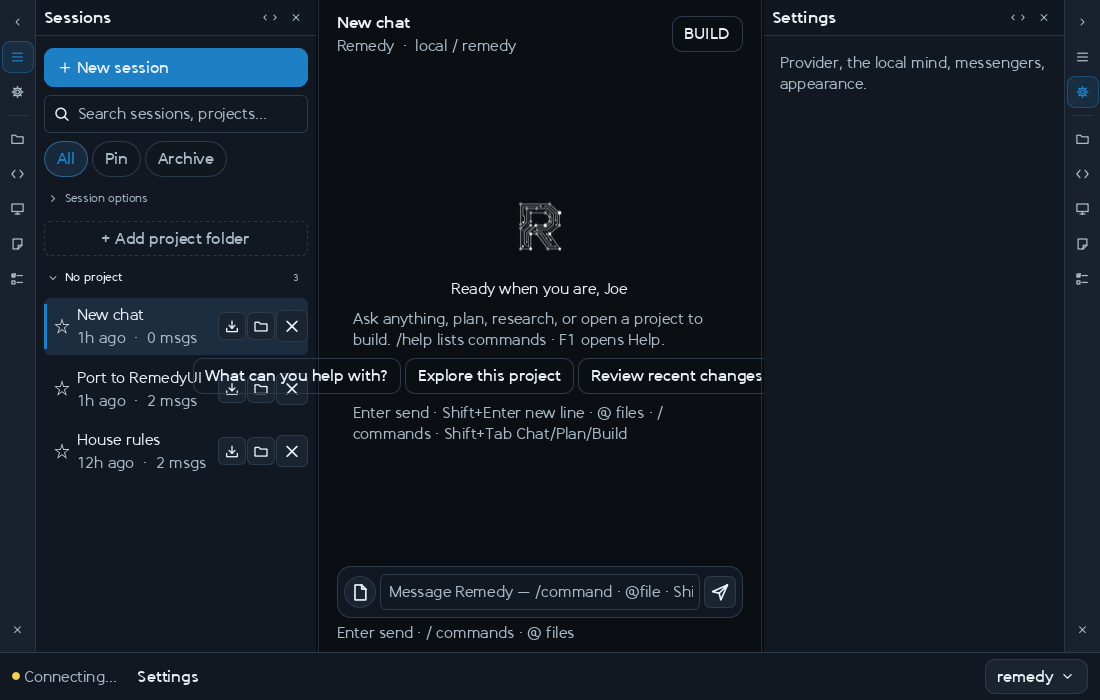 Sessions
+ New session
Search sessions, projects...
All
Pin
Archive
Session options
+ Add project folder
No project
3
New chat
1h ago · 0 msgs
Port to RemedyUI
1h ago · 2 msgs
House rules
12h ago · 2 msgs
New chat
Remedy · local / remedy
BUILD
Ready when you are, Joe
Ask anything, plan, research, or open a project to
build. /help lists commands · F1 opens Help.
What can you help with?
Explore this project
Review recent changes
Enter send · Shift+Enter new line · @ files · /
commands · Shift+Tab Chat/Plan/Build
Message Remedy — /command · @file · Shi
Enter send · / commands · @ files
Settings
Provider, the local mind, messengers,
appearance.
Connecting...
Settings
remedy